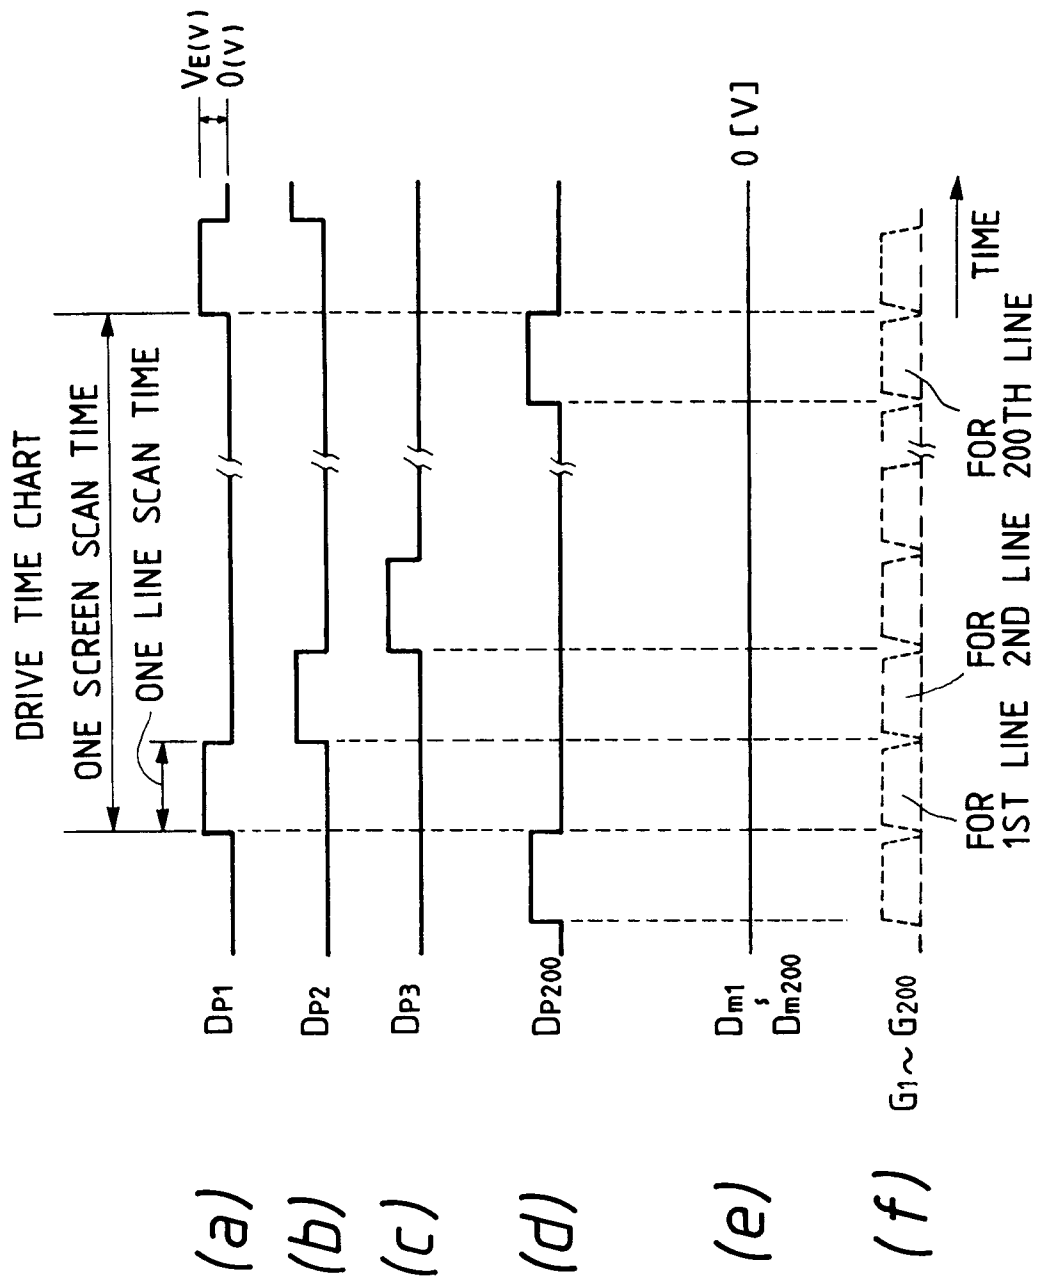 DRIVE TIME CHART
ONE SCREEN SCAN TIME
ONE LINE SCAN TIME
VE(V)
0(V)
(a) DP1
(b) DP2
(c) DP3
(d) DP200
(e) Dm1
s
Dm200
0 [V]
(f) G1~G200
FOR
1ST LINE
FOR
2ND LINE
FOR
200TH LINE
TIME